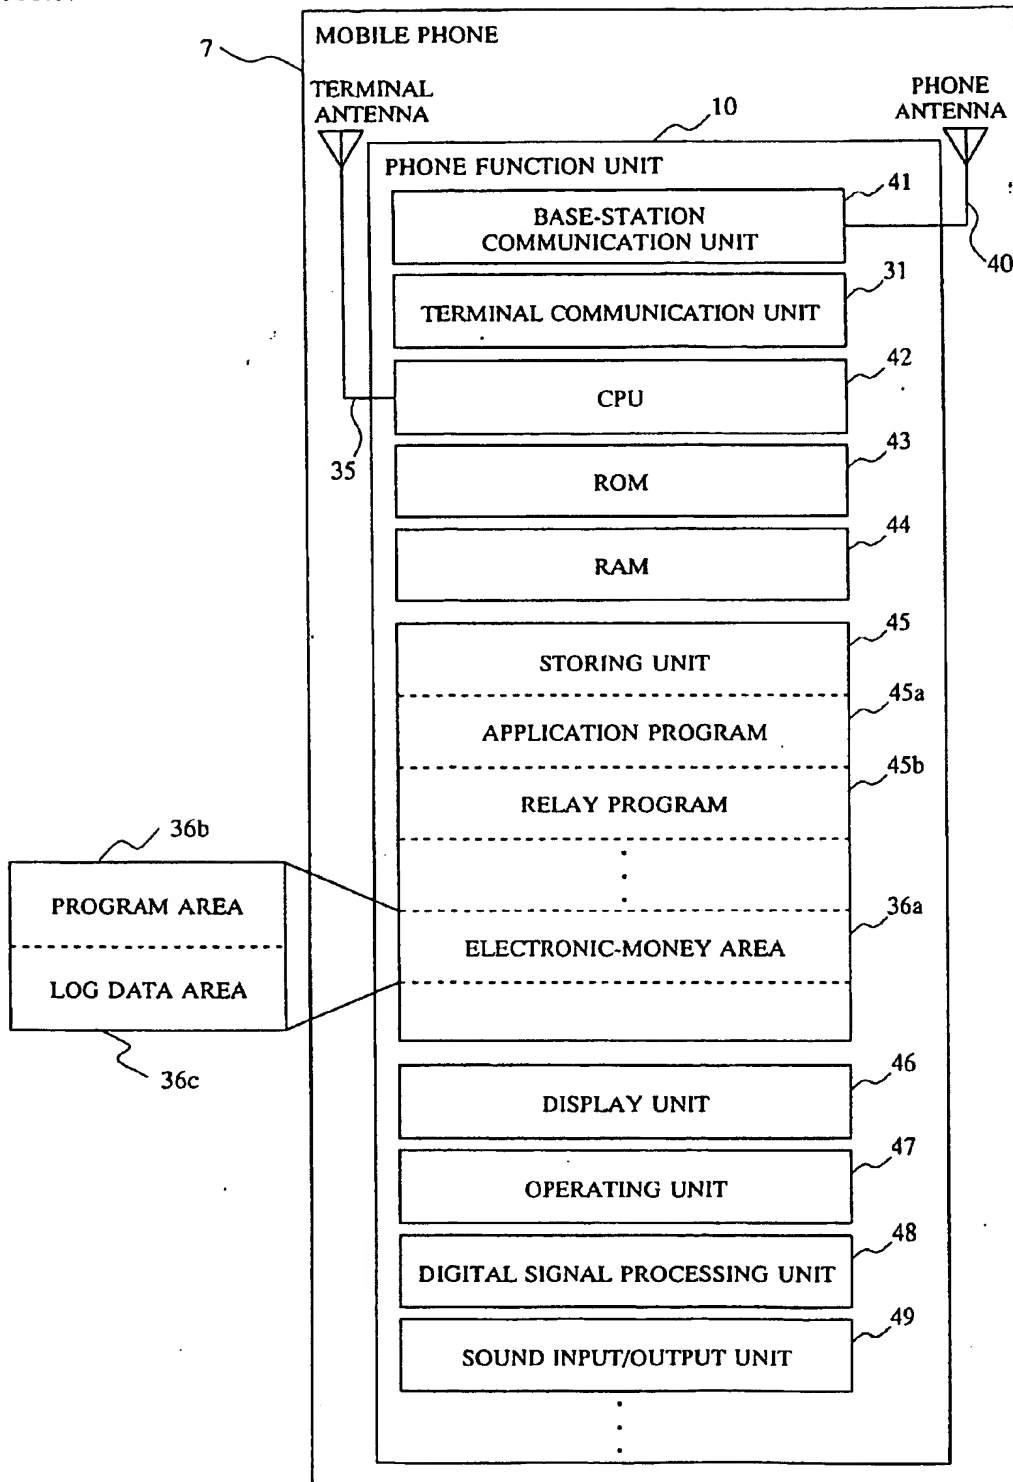 MOBILE PHONE
7
TERMINAL
ANTENNA
10
PHONE
ANTENNA
PHONE FUNCTION UNIT
41
BASE-STATION
COMMUNICATION UNIT
40
31
TERMINAL COMMUNICATION UNIT
42
CPU
35
43
ROM
44
RAM
45
STORING UNIT
45a
APPLICATION PROGRAM
45b
RELAY PROGRAM
36b
PROGRAM AREA
36a
ELECTRONIC-MONEY AREA
LOG DATA AREA
36c
46
DISPLAY UNIT
47
OPERATING UNIT
48
DIGITAL SIGNAL PROCESSING UNIT
49
SOUND INPUT/OUTPUT UNIT